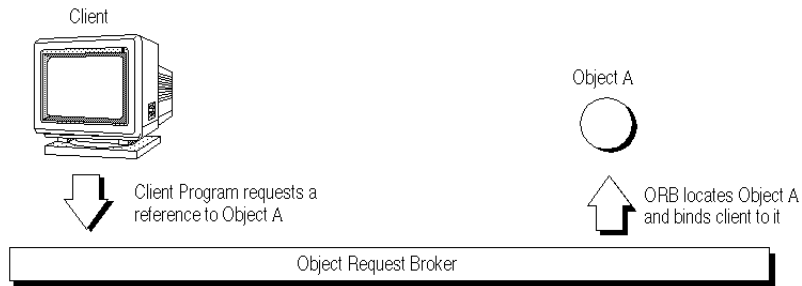 Client
Object A
Client Program requests a
reference to Object A
ORB locates Object A
and binds client to it
Object Request Broker